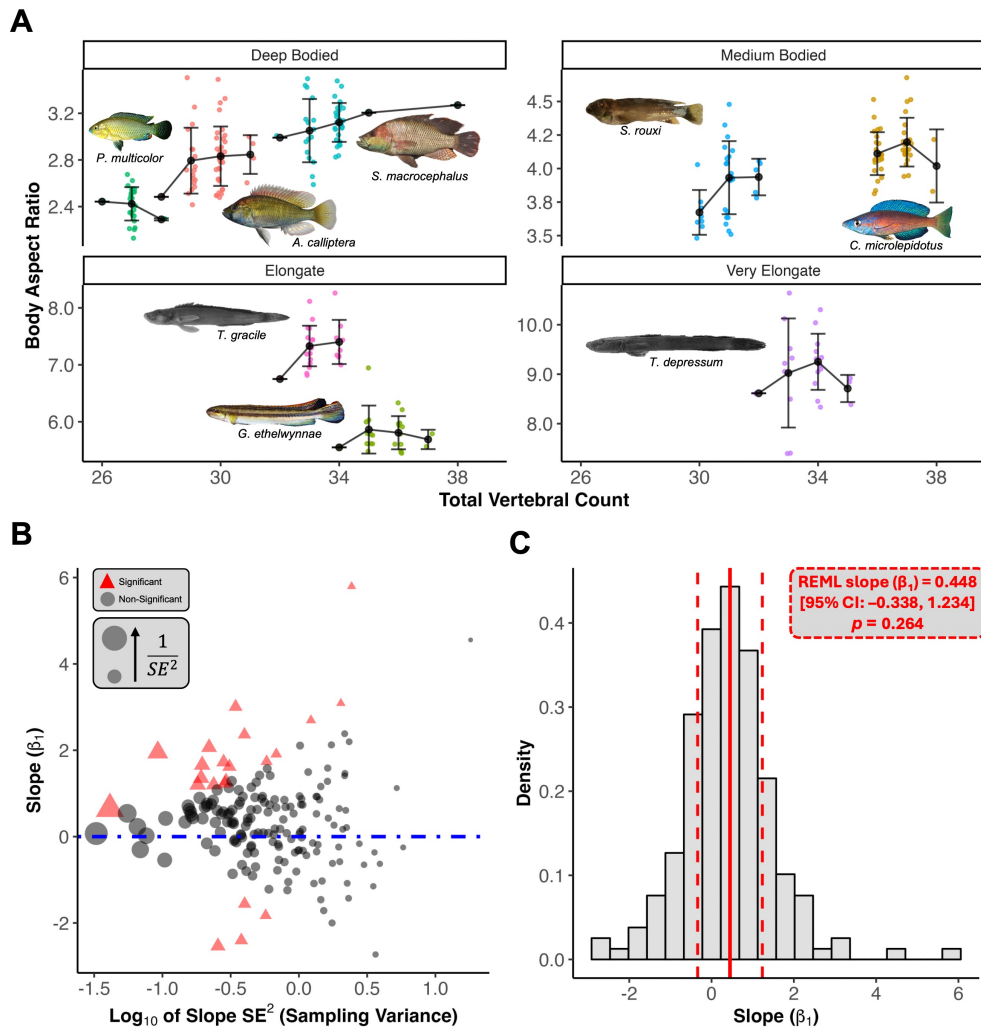 A
Deep Bodied
Medium Bodied
P. multicolor
S. macrocephalus
A. calliptera
S. rouxi
C. microlepidotus
3.2
2.8
2.4
4.5
4.2
3.8
3.5
Elongate
Very Elongate
T. gracile
G. ethelwynnae
T. depressum
8.0
7.0
6.0
10.0
9.0
8.0
Body Aspect Ratio
26 30 34 38 26 30 34 38
Total Vertebral Count
B
Significant
Non-Significant
1
SE²
6
4
2
0
-2
Slope (β₁)
-1.5 -1.0 -0.5 0.0 0.5 1.0
Log₁₀ of Slope SE² (Sampling Variance)
C
REML slope (β₁) = 0.448
[95% CI: –0.338, 1.234]
p = 0.264
0.4
0.3
0.2
0.1
0.0
Density
-2 0 2 4 6
Slope (β₁)